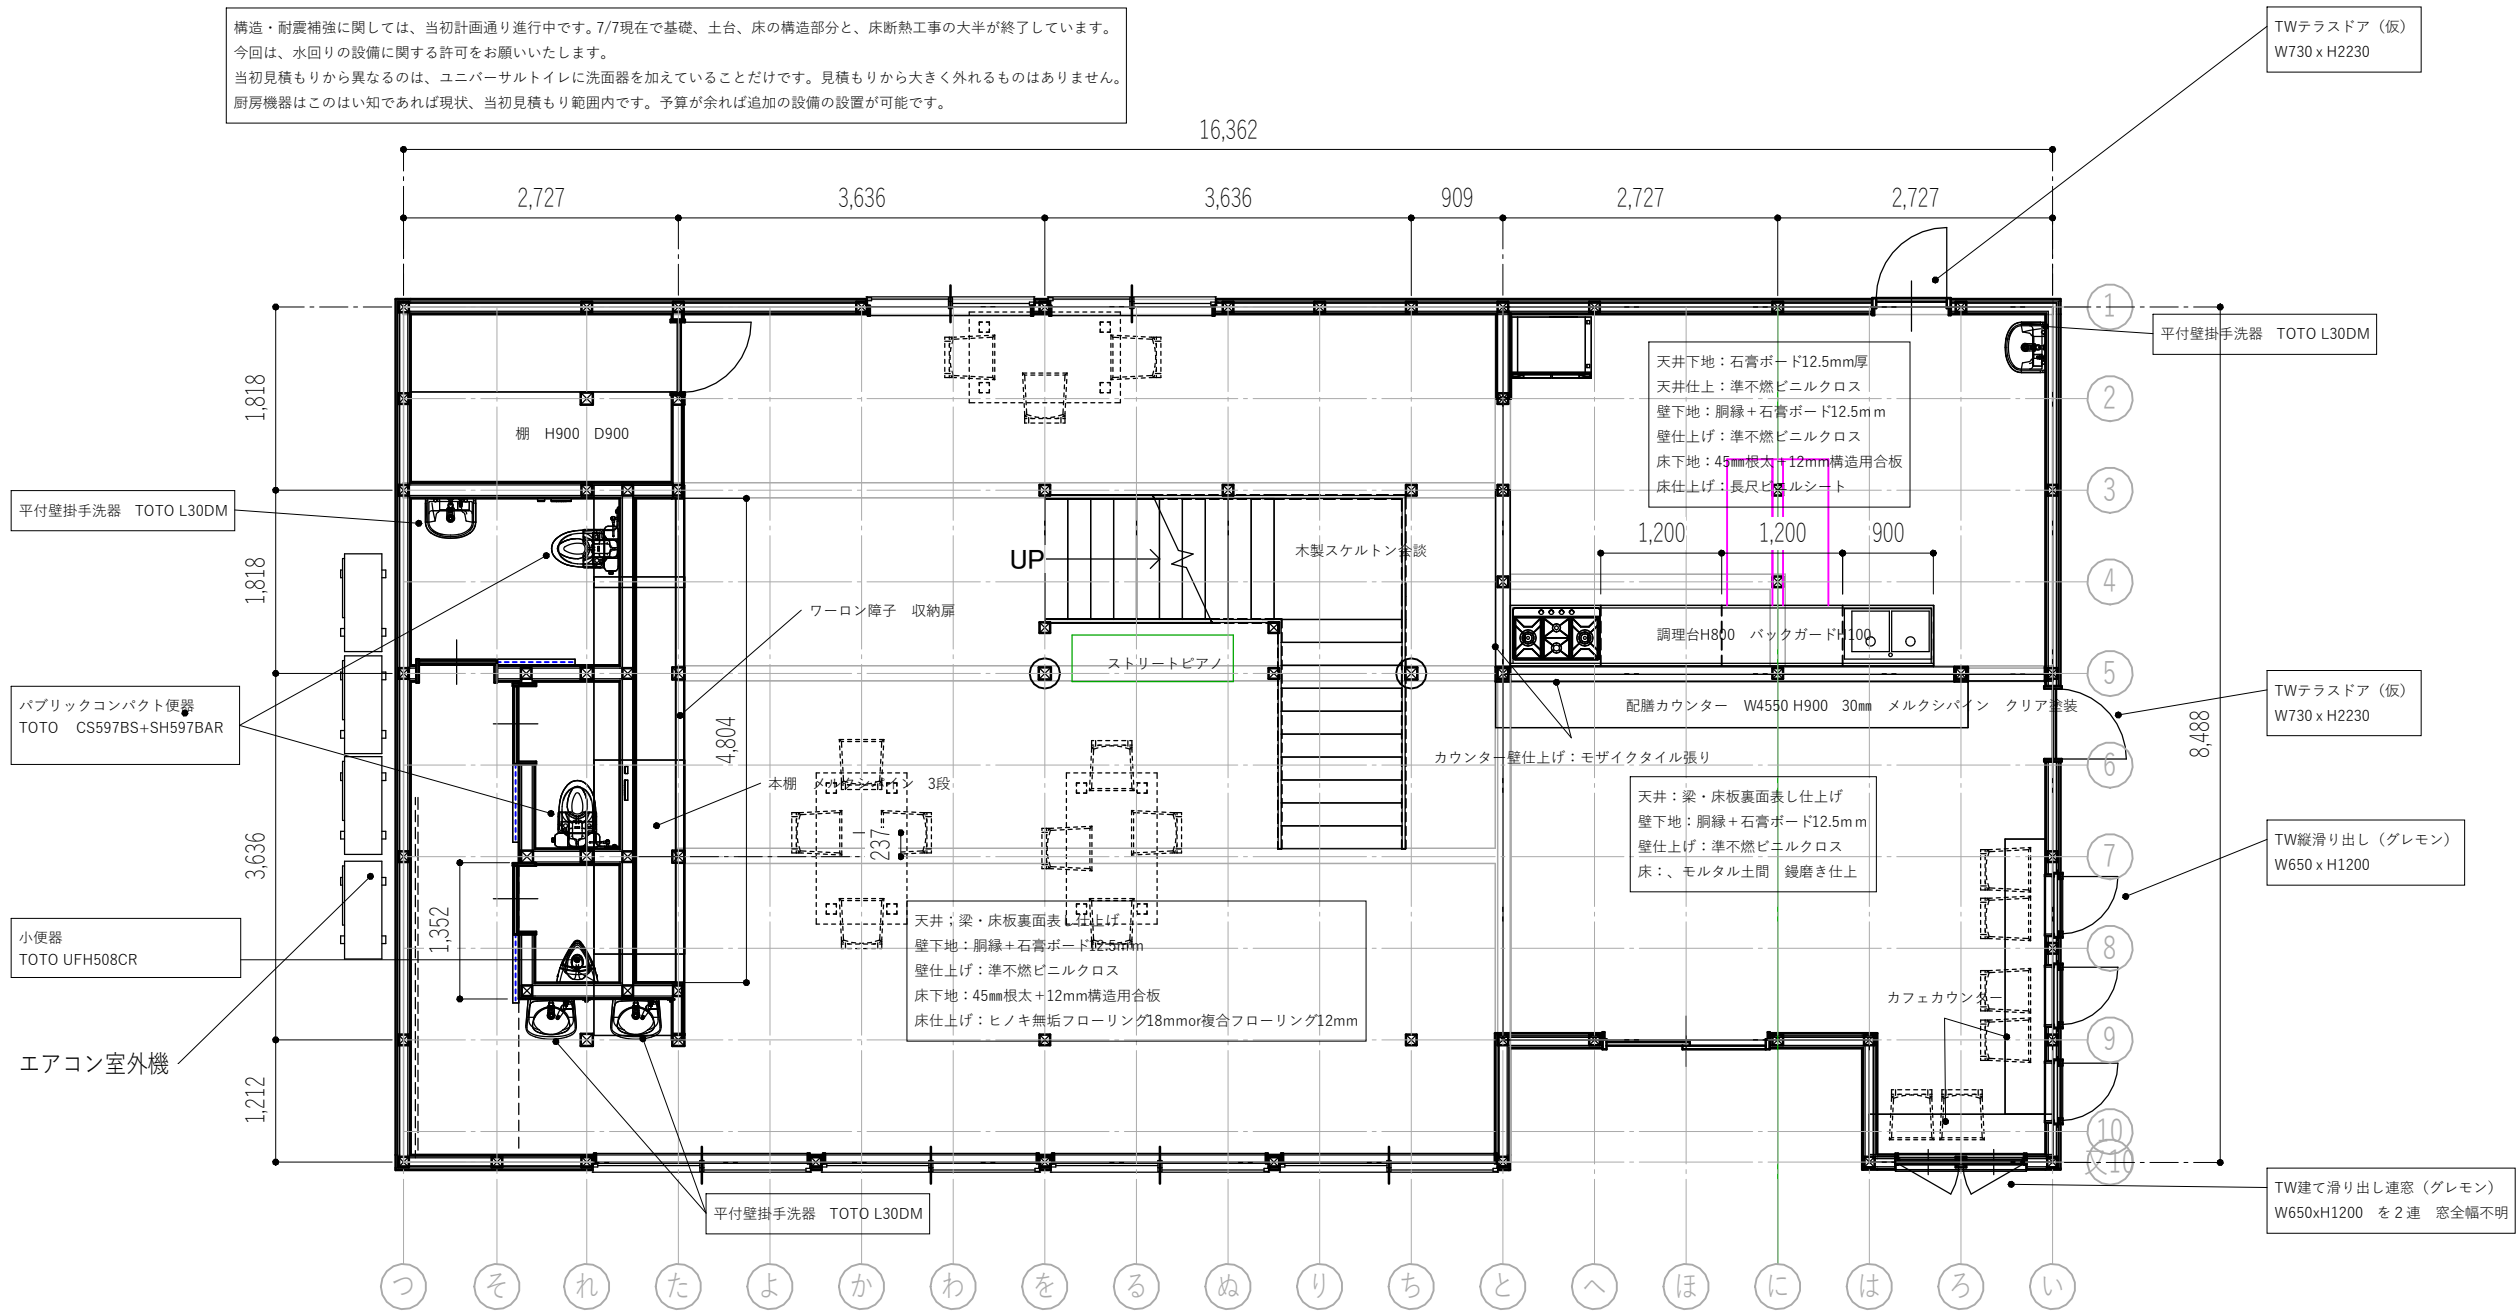 構造・耐震補強に関しては、当初計画通り進行中です。7/7現在で基礎、土台、床の構造部分と、床断熱工事の大半が終了しています。
今回は、水回りの設備に関する許可をお願いいたします。
当初見積もりから異なるのは、ユニバーサルトイレに洗面器を加えていることだけです。見積もりから大きく外れるものはありません。
厨房機器はこのはい知であれば現状、当初見積もり範囲内です。予算が余れば追加の設備の設置が可能です。
TWテラスドア（仮）
W730 x H2230
16,362
2,727
3,636
3,636
909
2,727
2,727
1
平付壁掛手洗器　TOTO L30DM
天井下地：石膏ボード12.5mm厚
天井仕上：準不燃ビニルクロス
壁下地：胴縁＋石膏ボード12.5ｍｍ
壁仕上げ：準不燃ビニルクロス
床下地：45㎜根太＋12mm構造用合板
床仕上げ：長尺ビニルシート
1,818
2
棚　H900　D900
3
平付壁掛手洗器　TOTO L30DM
1,200
1,200
900
UP
木製スケルトン会談
1,818
4
ワーロン障子　収納扉
調理台H800　バックガードH100
ストリートピアノ
5
パブリックコンパクト便器
TOTO　CS597BS+SH597BAR
配膳カウンター　W4550 H900　30㎜　メルクシパイン　クリア塗装
TWテラスドア（仮）
W730 x H2230
4,804
8,488
カウンター壁仕上げ：モザイクタイル張り
6
本棚　メルクシパイン　3段
天井：梁・床板裏面表し仕上げ
壁下地：胴縁＋石膏ボード12.5ｍｍ
壁仕上げ：準不燃ビニルクロス
床：、モルタル土間　鏝磨き仕上
237
3,636
7
TW縦滑り出し（グレモン）
W650 x H1200
1,352
小便器
TOTO UFH508CR
天井；梁・床板裏面表し仕上げ
壁下地：胴縁＋石膏ボード12.5mm
壁仕上げ：準不燃ビニルクロス
床下地：45㎜根太＋12mm構造用合板
床仕上げ：ヒノキ無垢フローリング18mmor複合フローリング12mm
8
カフェカウンター
9
エアコン室外機
1,212
10
又10
TW建て滑り出し連窓（グレモン）
W650xH1200　を２連　窓全幅不明
平付壁掛手洗器　TOTO L30DM
つ
そ
れ
た
よ
か
わ
を
る
ぬ
り
ち
と
へ
ほ
に
は
ろ
い